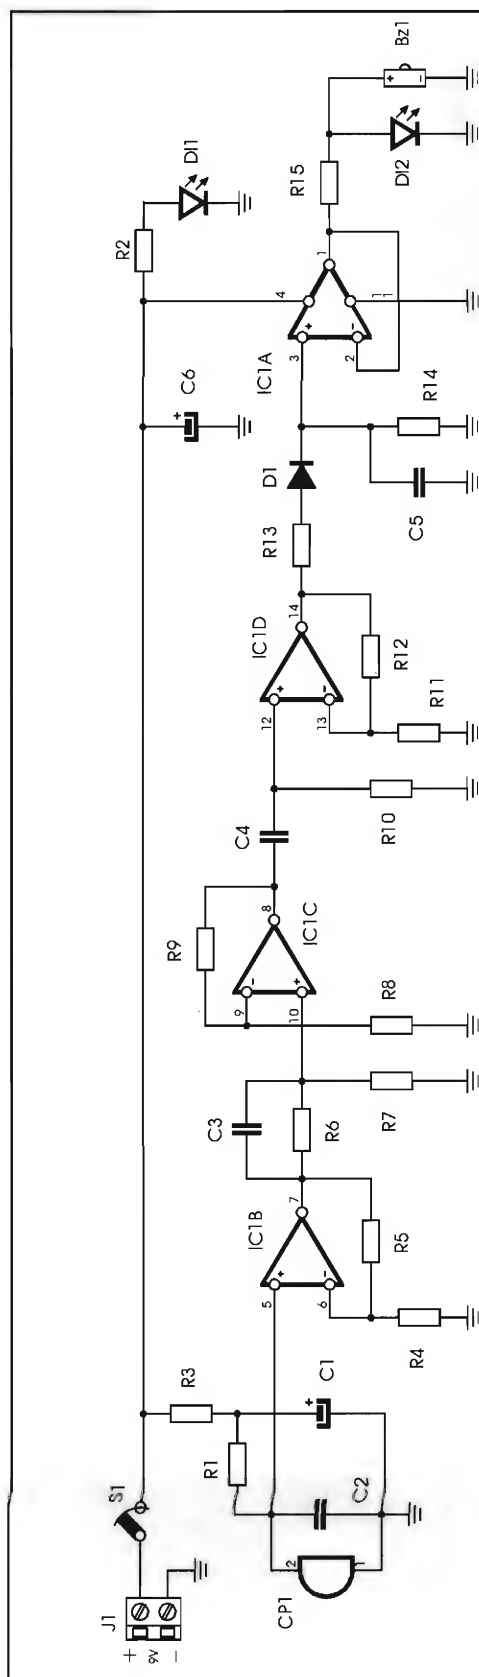 J1
+
9V
−
S1
CP1
2
1
R1
R3
C2
C1
+
5
+
6
-
7
IC1B
R4
R5
C3
R6
R7
9
-
10
+
8
IC1C
R8
R9
C4
R10
12
+
13
-
14
IC1D
R11
R12
R13
D1
C5
R14
C6
+
IC1A
3
+
2
-
4
11
1
R2
DI1
R15
DI2
Bz1
+
-